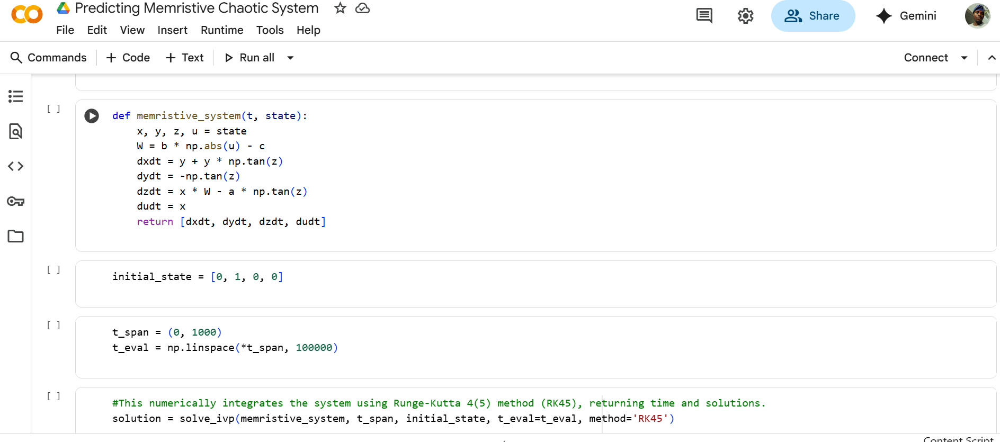 Predicting Memristive Chaotic System
File Edit View Insert Runtime Tools Help
Share
Gemini
Commands + Code + Text Run all
Connect
[ ]
def memristive_system(t, state):
    x, y, z, u = state
    W = b * np.abs(u) - c
    dxdt = y + y * np.tan(z)
    dydt = -np.tan(z)
    dzdt = x * W - a * np.tan(z)
    dudt = x
    return [dxdt, dydt, dzdt, dudt]
[ ]
initial_state = [0, 1, 0, 0]
[ ]
t_span = (0, 1000)
t_eval = np.linspace(*t_span, 100000)
[ ]
#This numerically integrates the system using Runge-Kutta 4(5) method (RK45), returning time and solutions.
solution = solve_ivp(memristive_system, t_span, initial_state, t_eval=t_eval, method='RK45')
Content Script